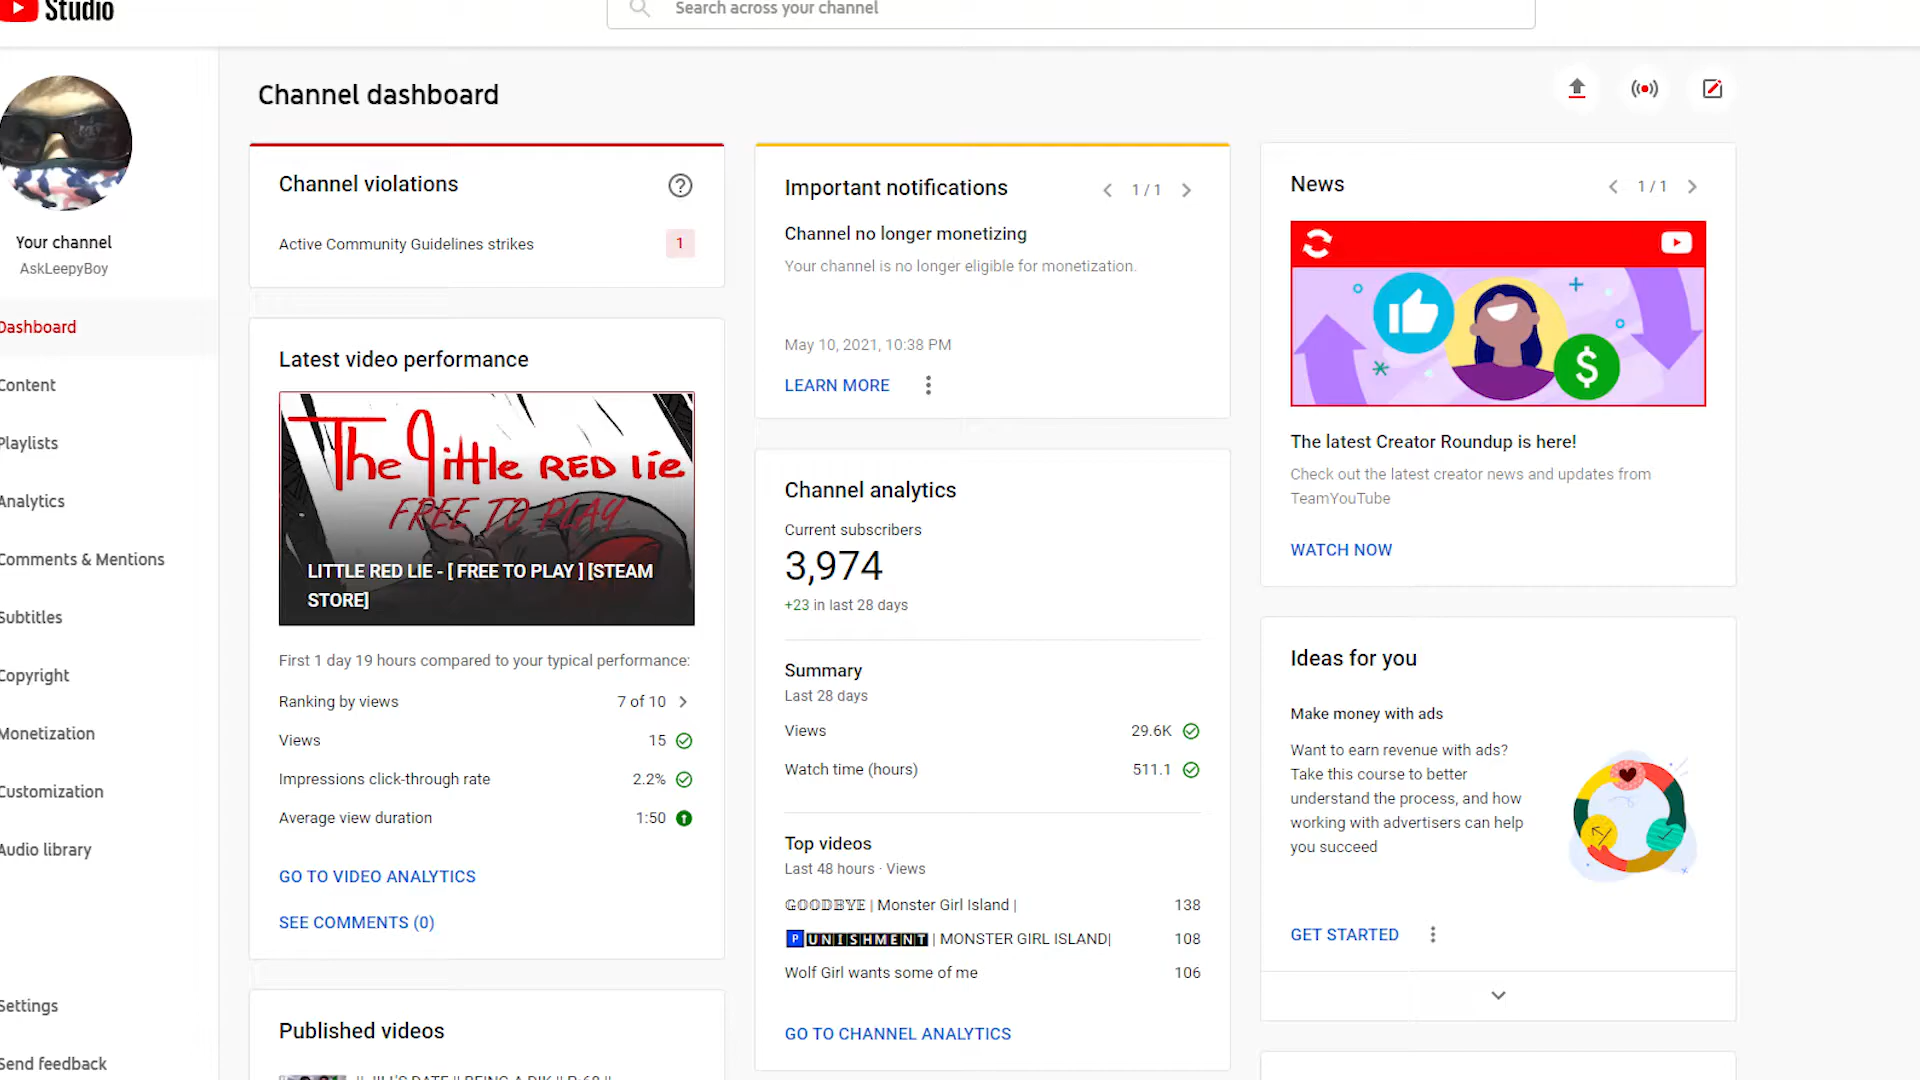 Studio
Search across your channel
Your channel
AskLeepyBoy
Dashboard
Content
Playlists
Analytics
Comments & Mentions
Subtitles
Copyright
Monetization
Customization
Audio library
Settings
Send feedback
Channel dashboard
Channel violations
Active Community Guidelines strikes
1
Latest video performance
The little RED lie
FREE TO PLAY
LITTLE RED LIE - [ FREE TO PLAY ] [STEAM
STORE]
First 1 day 19 hours compared to your typical performance:
Ranking by views 7 of 10
Views 15
Impressions click-through rate 2.2%
Average view duration 1:50
GO TO VIDEO ANALYTICS
SEE COMMENTS (0)
Published videos
Important notifications
1 / 1
Channel no longer monetizing
Your channel is no longer eligible for monetization.
May 10, 2021, 10:38 PM
LEARN MORE
Channel analytics
Current subscribers
3,974
+23 in last 28 days
Summary
Last 28 days
Views 29.6K
Watch time (hours) 511.1
Top videos
Last 48 hours · Views
𝔾𝕆𝕆𝔻𝔹𝕐𝔼 | Monster Girl Island | 138
🅿🆄🅽🅸🆂🅷🅼🅴🅽🆃 | MONSTER GIRL ISLAND| 108
Wolf Girl wants some of me 106
GO TO CHANNEL ANALYTICS
News
1 / 1
$
The latest Creator Roundup is here!
Check out the latest creator news and updates from
TeamYouTube
WATCH NOW
Ideas for you
Make money with ads
Want to earn revenue with ads?
Take this course to better
understand the process, and how
working with advertisers can help
you succeed
GET STARTED